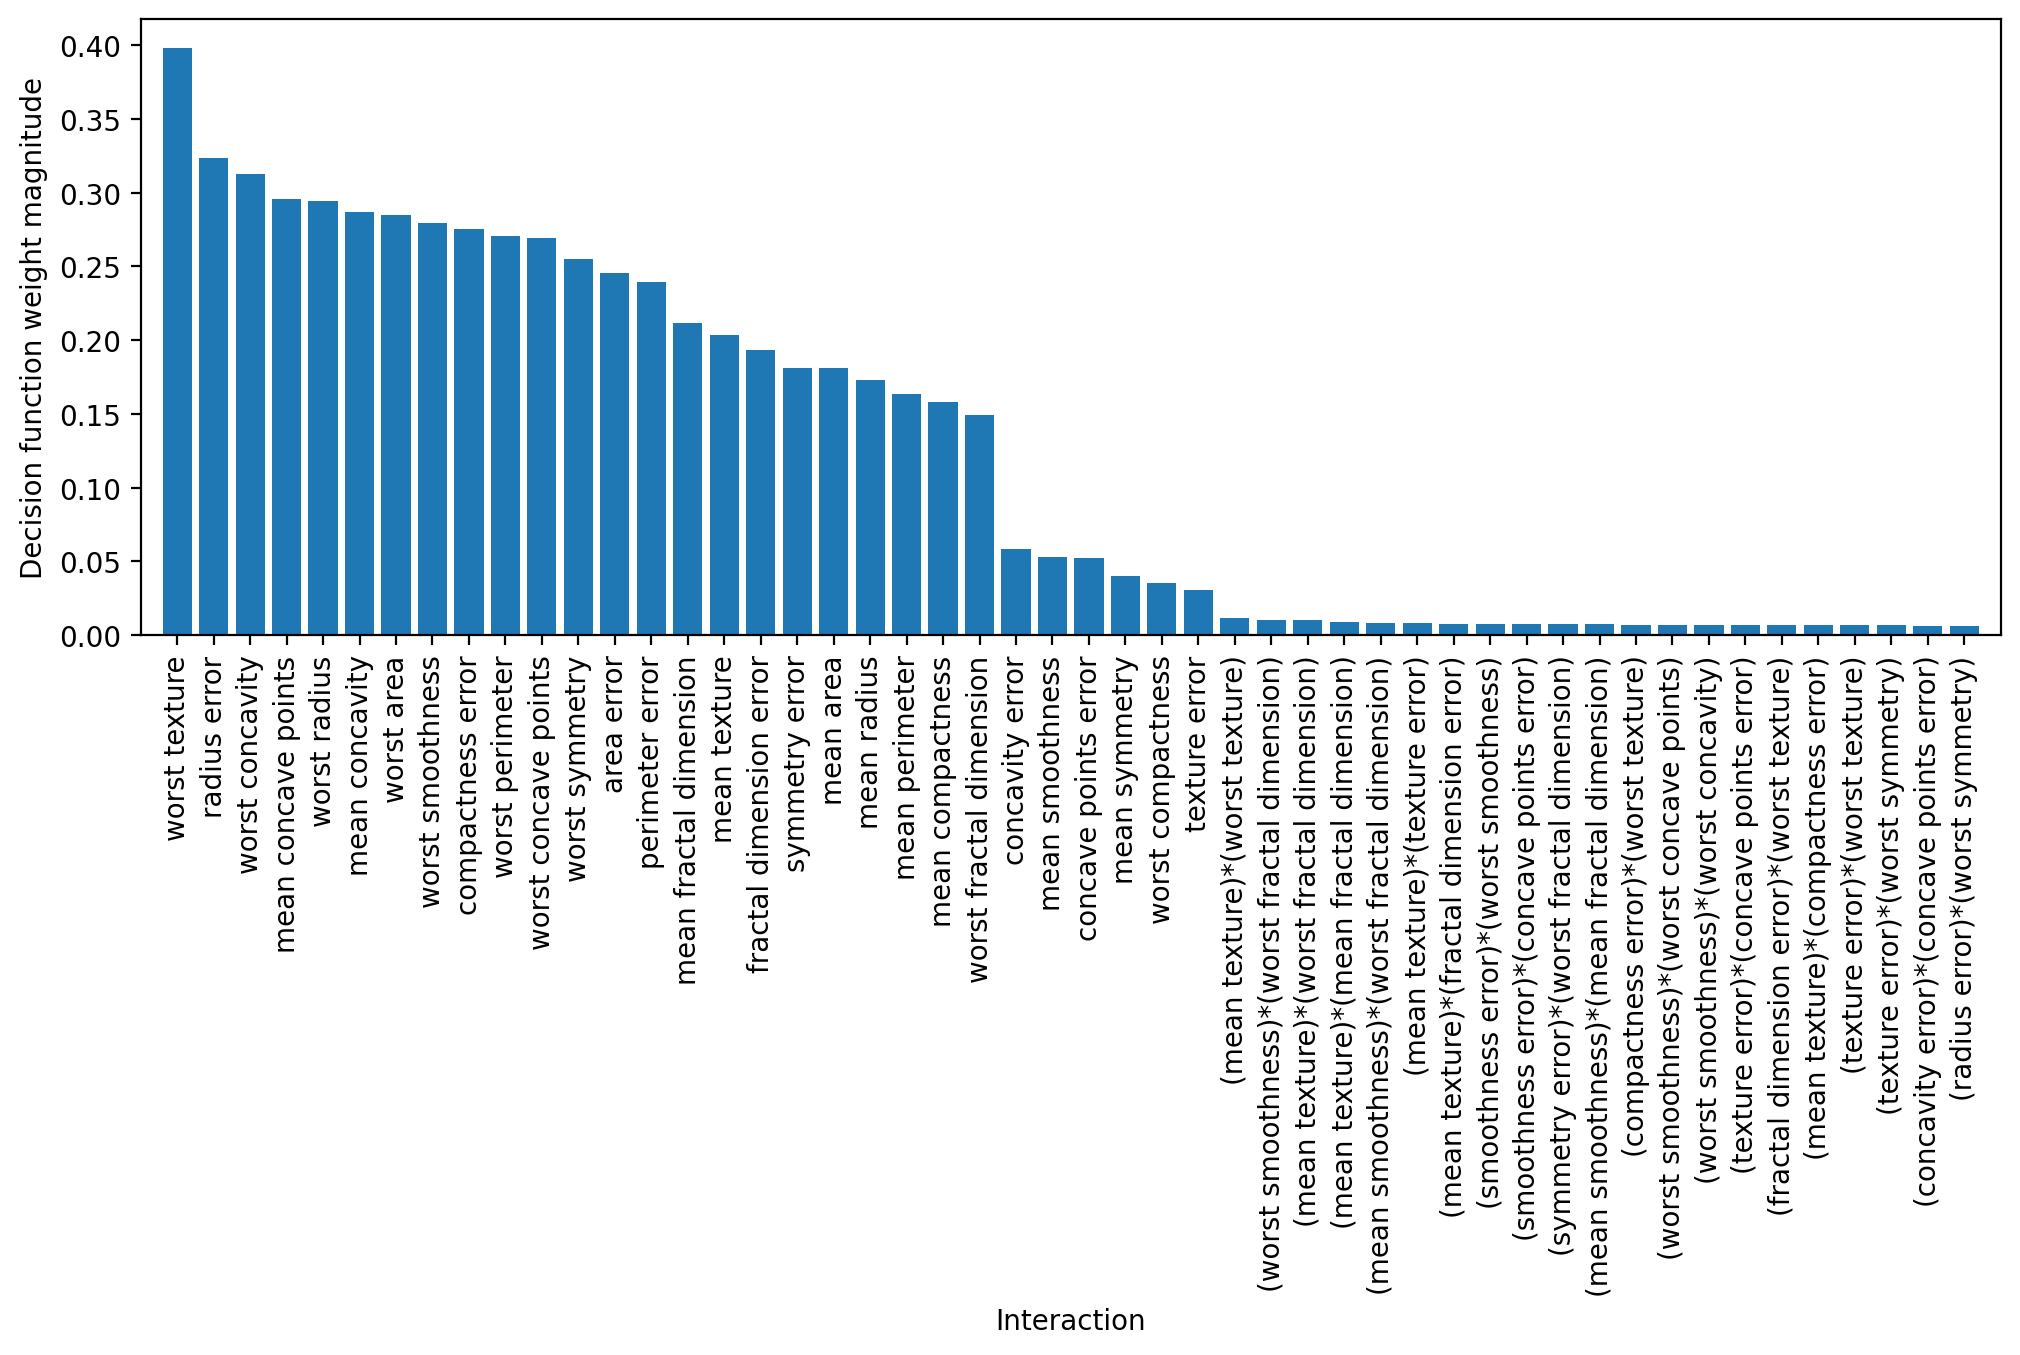 Decision function weight magnitude
0.40
0.35
0.30
0.25
0.20
0.15
0.10
0.05
0.00
worst texture
radius error
worst concavity
mean concave points
worst radius
mean concavity
worst area
worst smoothness
compactness error
worst perimeter
worst concave points
worst symmetry
area error
perimeter error
mean fractal dimension
mean texture
fractal dimension error
symmetry error
mean area
mean radius
mean perimeter
mean compactness
worst fractal dimension
concavity error
mean smoothness
concave points error
mean symmetry
worst compactness
texture error
(mean texture)*(worst texture)
(worst smoothness)*(worst fractal dimension)
(mean texture)*(worst fractal dimension)
(mean texture)*(mean fractal dimension)
(mean smoothness)*(worst fractal dimension)
(mean texture)*(texture error)
(mean texture)*(fractal dimension error)
(smoothness error)*(worst smoothness)
(smoothness error)*(concave points error)
(symmetry error)*(worst fractal dimension)
(mean smoothness)*(mean fractal dimension)
(compactness error)*(worst texture)
(worst smoothness)*(worst concave points)
(worst smoothness)*(worst concavity)
(texture error)*(concave points error)
(fractal dimension error)*(worst texture)
(mean texture)*(compactness error)
(texture error)*(worst texture)
(texture error)*(worst symmetry)
(concavity error)*(concave points error)
(radius error)*(worst symmetry)
Interaction